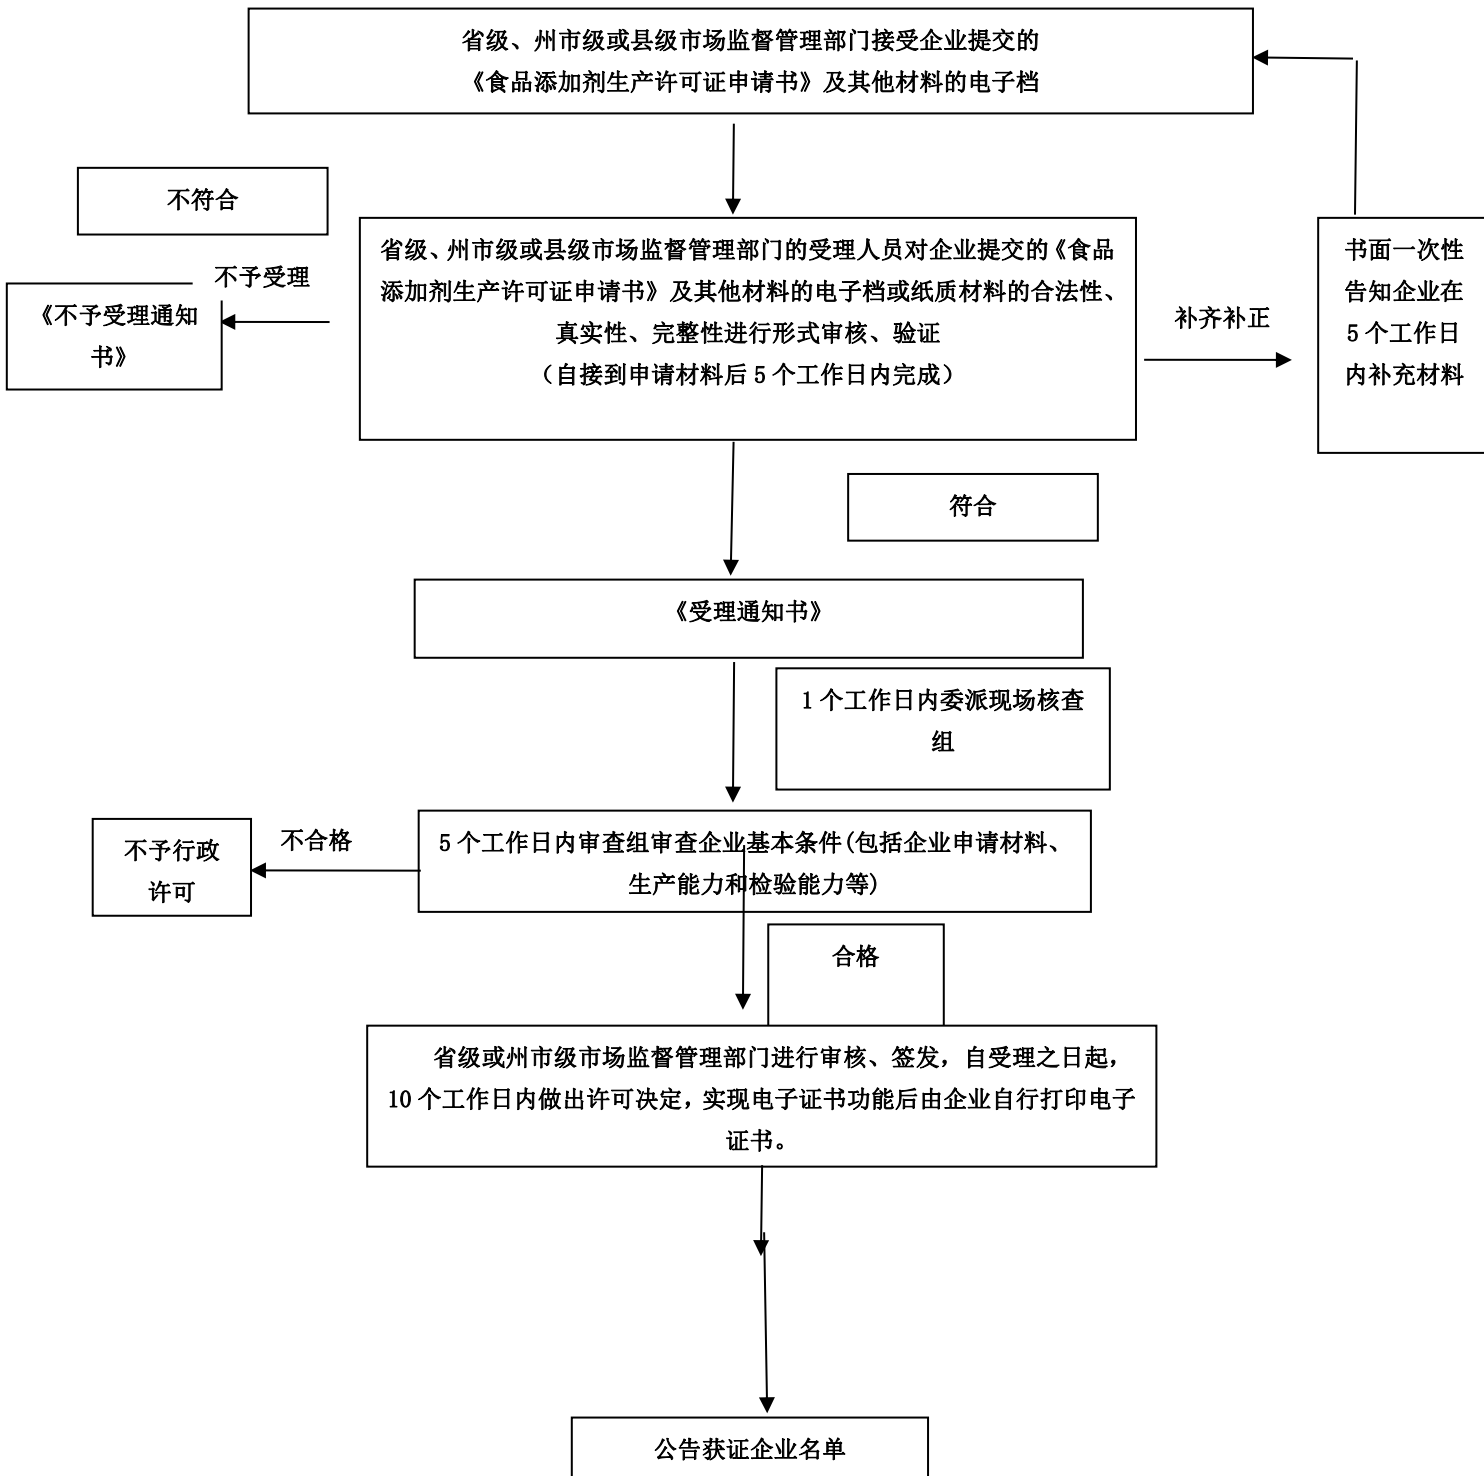 省级、州市级或县级市场监督管理部门接受企业提交的
《食品添加剂生产许可证申请书》及其他材料的电子档
不符合
不予受理
《不予受理通知
书》
省级、州市级或县级市场监督管理部门的受理人员对企业提交的《食品
添加剂生产许可证申请书》及其他材料的电子档或纸质材料的合法性、
真实性、完整性进行形式审核、验证
（自接到申请材料后 5 个工作日内完成）
补齐补正
书面一次性
告知企业在
5 个工作日
内补充材料
符合
《受理通知书》
1 个工作日内委派现场核查
组
不予行政
许可
不合格
5 个工作日内审查组审查企业基本条件(包括企业申请材料、
生产能力和检验能力等)
合格
省级或州市级市场监督管理部门进行审核、签发，自受理之日起，
10 个工作日内做出许可决定，实现电子证书功能后由企业自行打印电子
证书。
公告获证企业名单